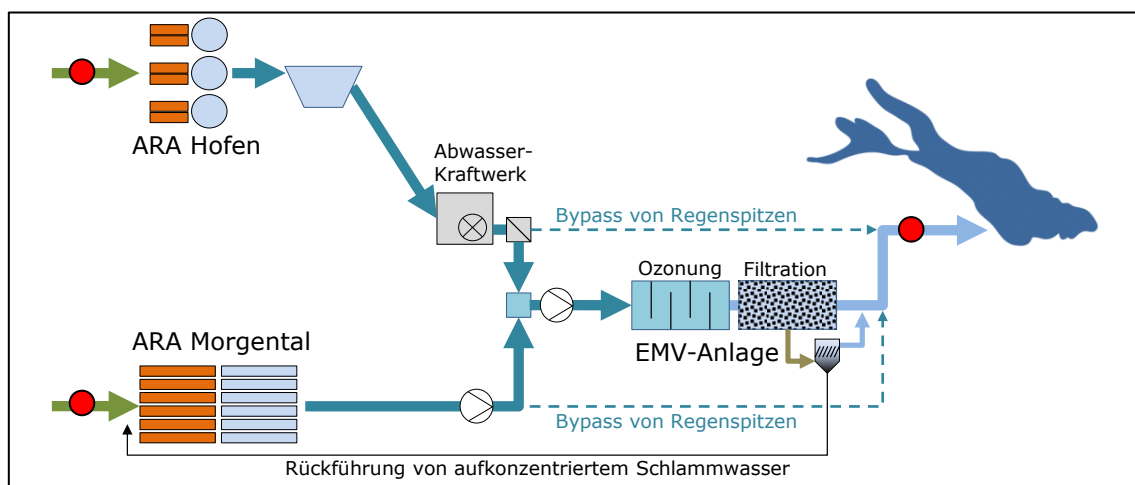 ARA Hofen
Abwasser-
Kraftwerk
Bypass von Regenspitzen
Ozonung
Filtration
EMV-Anlage
ARA Morgental
Bypass von Regenspitzen
Rückführung von aufkonzentriertem Schlammwasser